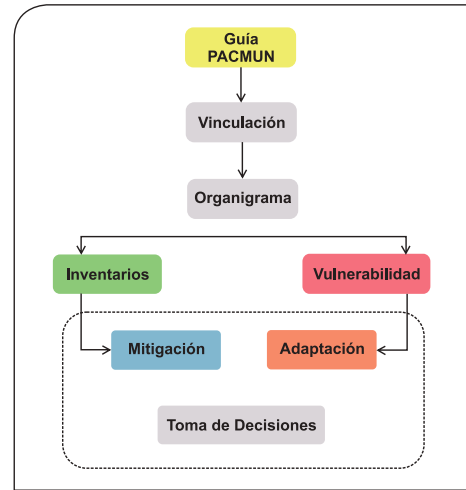 Guía
PACMUN
Vinculación
Organigrama
Inventarios
Vulnerabilidad
Mitigación
Adaptación
Toma de Decisiones